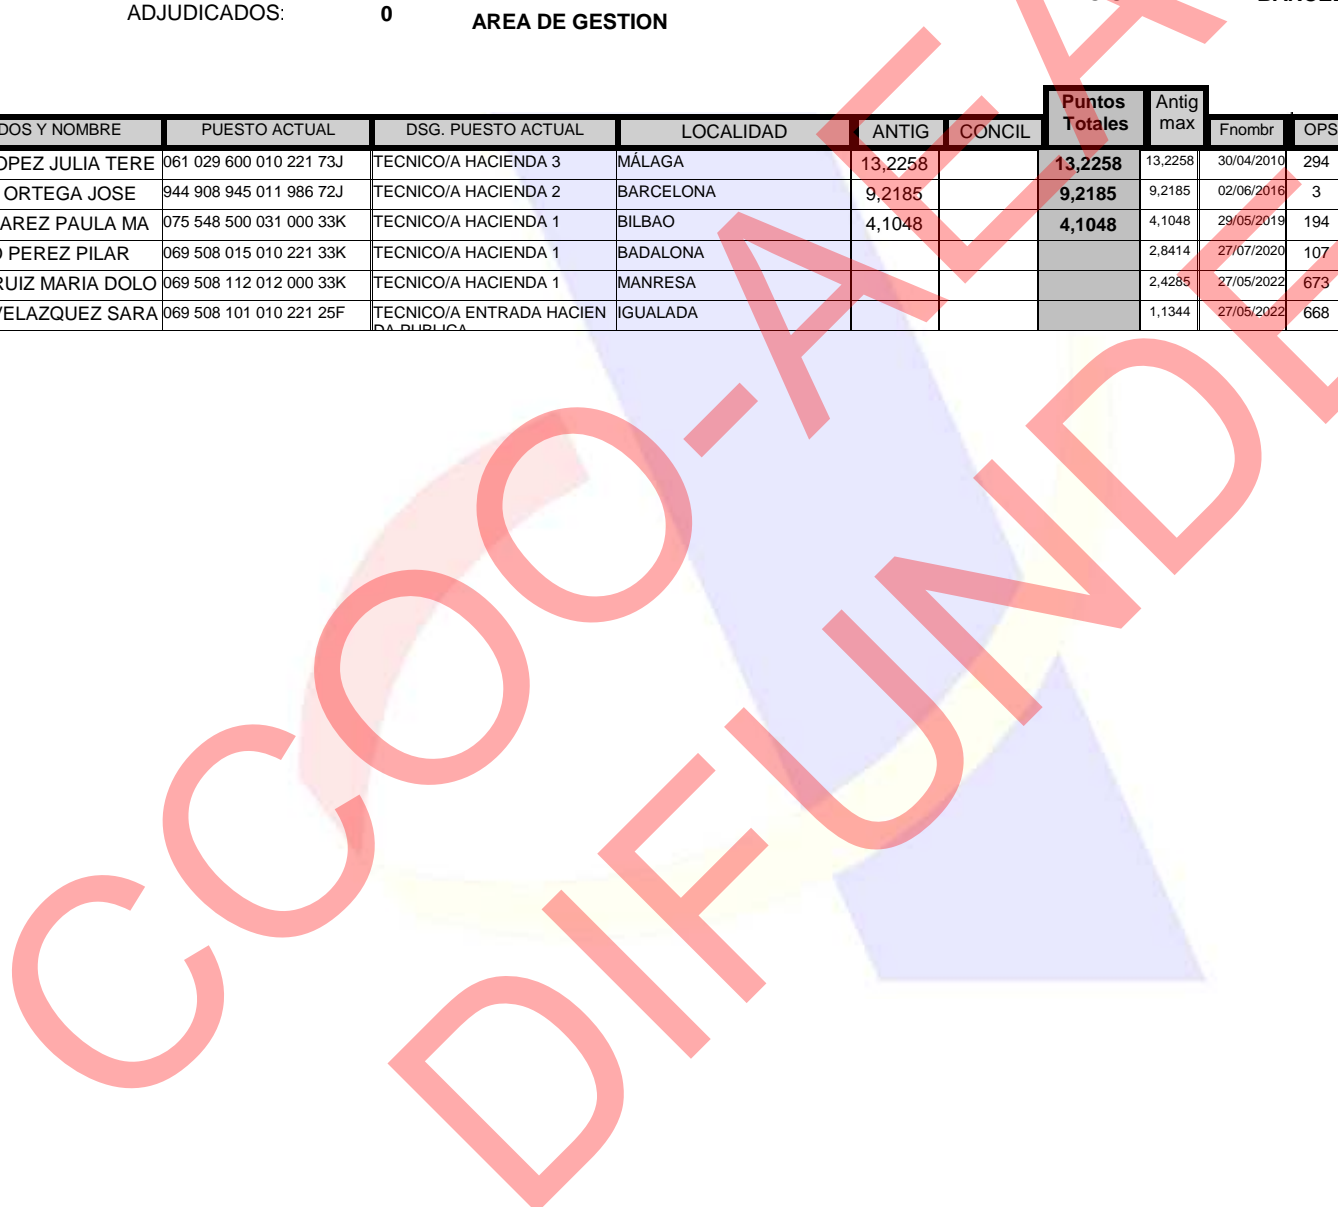 ADJUDICADOS:
0
AREA DE GESTION
Puntos Totales
Antig max
DOS Y NOMBRE PUESTO ACTUAL DSG. PUESTO ACTUAL LOCALIDAD ANTIG CONCIL Fnombr OPS
OPEZ JULIA TERE 061 029 600 010 221 73J TECNICO/A HACIENDA 3 MÁLAGA 13,2258 13,2258 13,2258 30/04/2010 294
ORTEGA JOSE 944 908 945 011 986 72J TECNICO/A HACIENDA 2 BARCELONA 9,2185 9,2185 9,2185 02/06/2016 3
AREZ PAULA MA 075 548 500 031 000 33K TECNICO/A HACIENDA 1 BILBAO 4,1048 4,1048 4,1048 29/05/2019 194
PEREZ PILAR 069 508 015 010 221 33K TECNICO/A HACIENDA 1 BADALONA 2,8414 27/07/2020 107
RUIZ MARIA DOLO 069 508 112 012 000 33K TECNICO/A HACIENDA 1 MANRESA 2,4285 27/05/2022 673
VELAZQUEZ SARA 069 508 101 010 221 25F TECNICO/A ENTRADA HACIEN IGUALADA 1,1344 27/05/2022 668
DA PUBLICA
CCOO-AEA
DIFUNDE